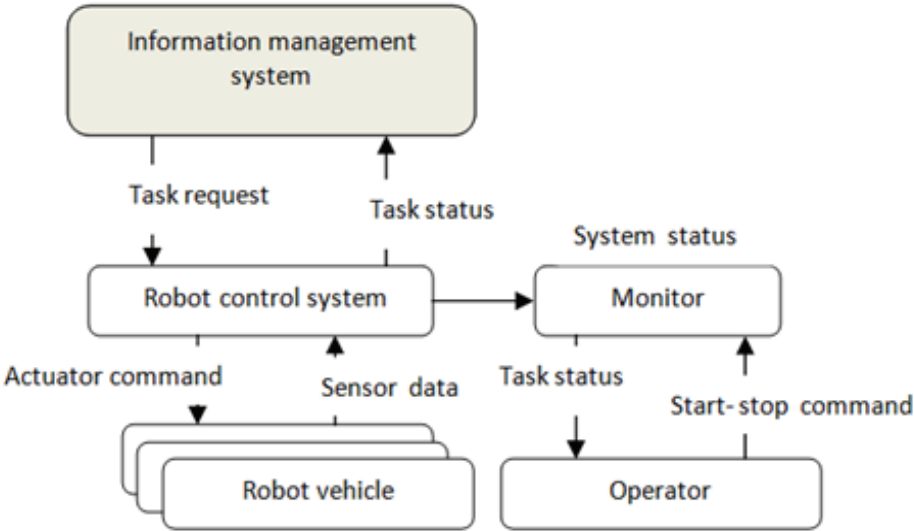 Information management
system
Task request
Task status
System status
Robot control system
Monitor
Actuator command
Sensor data
Task status
Start-stop command
Robot vehicle
Operator